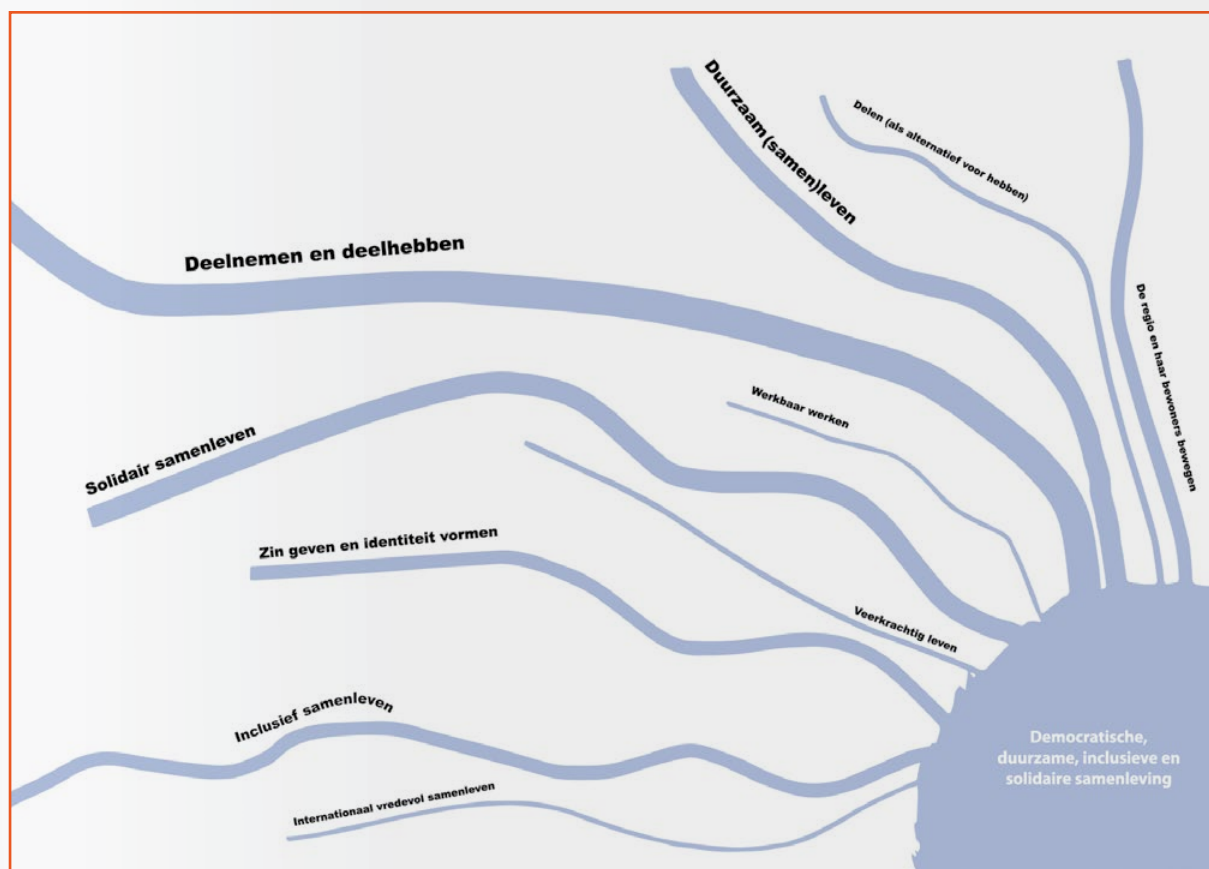 Duurzaam (samen)leven
Delen (als alternatief voor hebben)
Deelnemen en deelhebben
De regio en haar bewoners bewegen
Werkbaar werken
Solidair samenleven
Zin geven en identiteit vormen
Veerkrachtig leven
Inclusief samenleven
Internationaal vredevol samenleven
Democratische,
duurzame, inclusieve en
solidaire samenleving